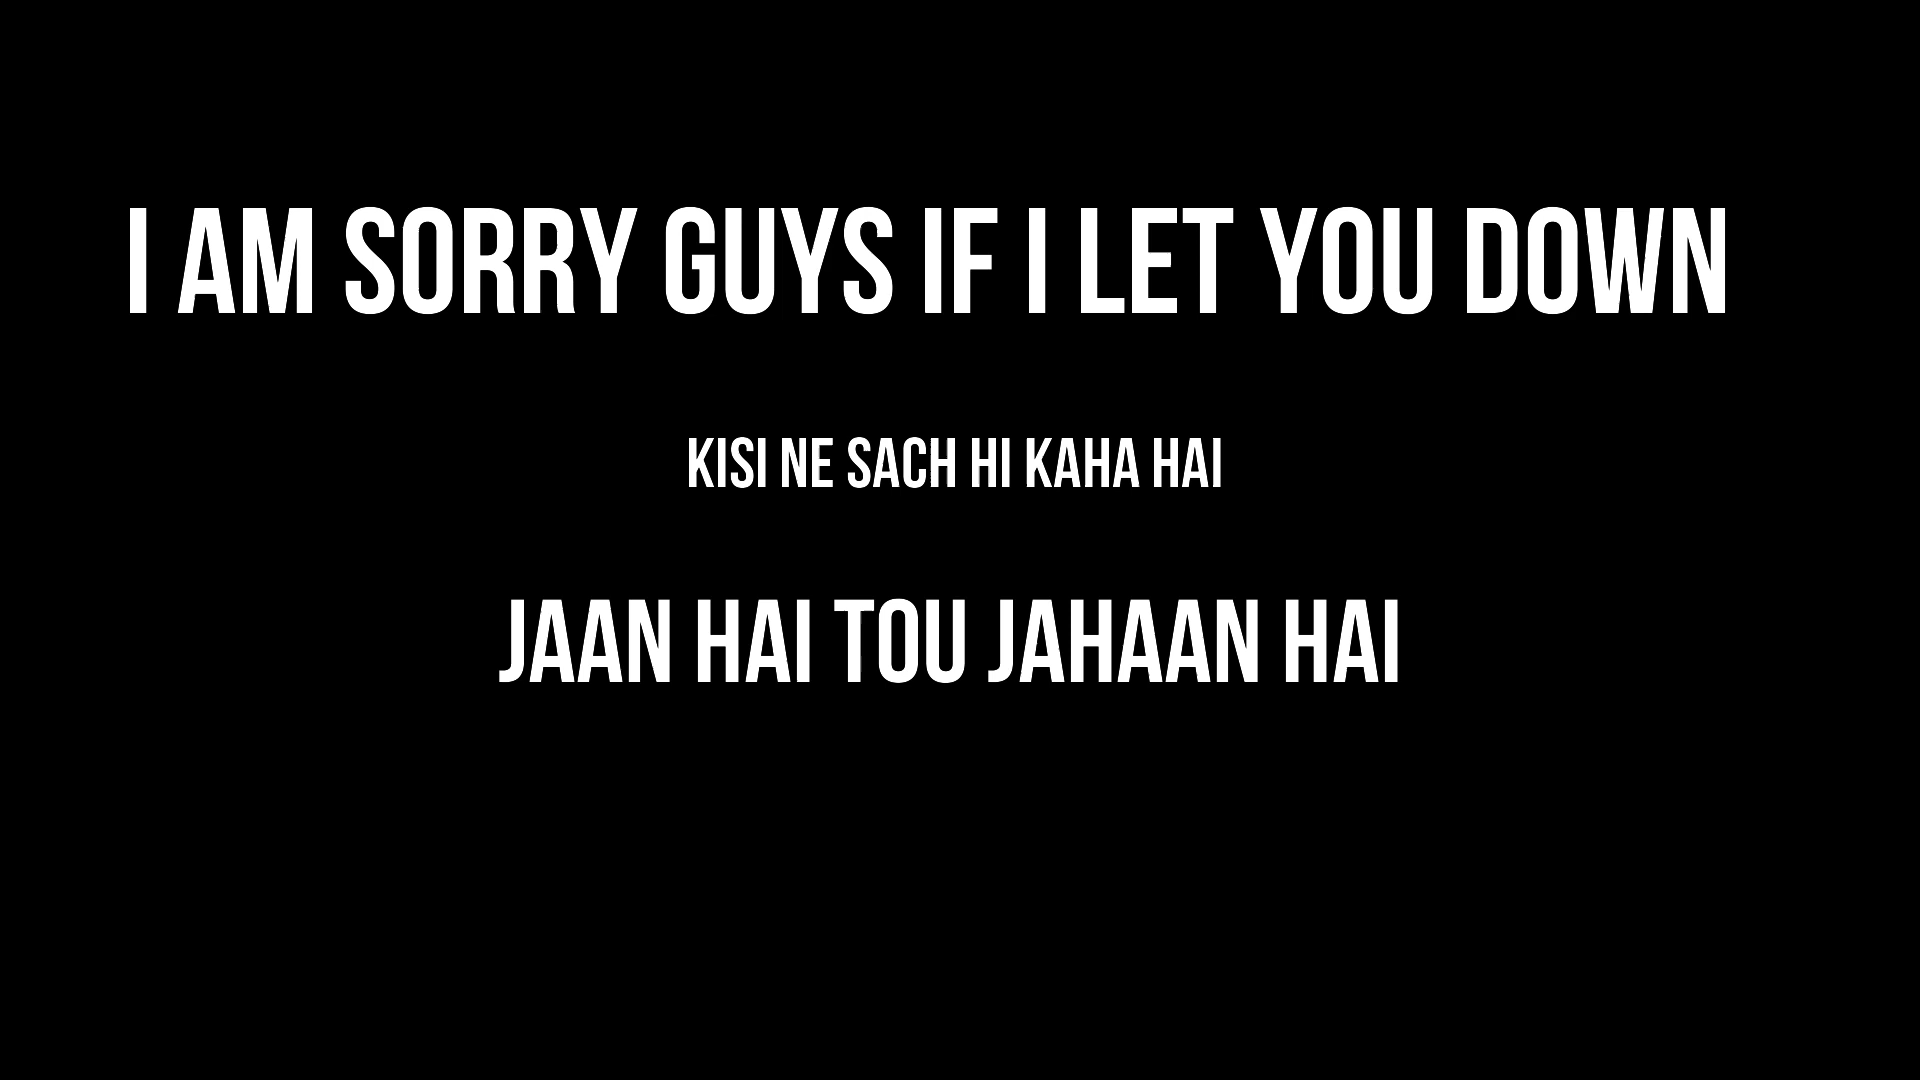 I AM SORRY GUYS IF I LET YOU DOWN
KISI NE SACH HI KAHA HAI
JAAN HAI TOU JAHAAN HAI